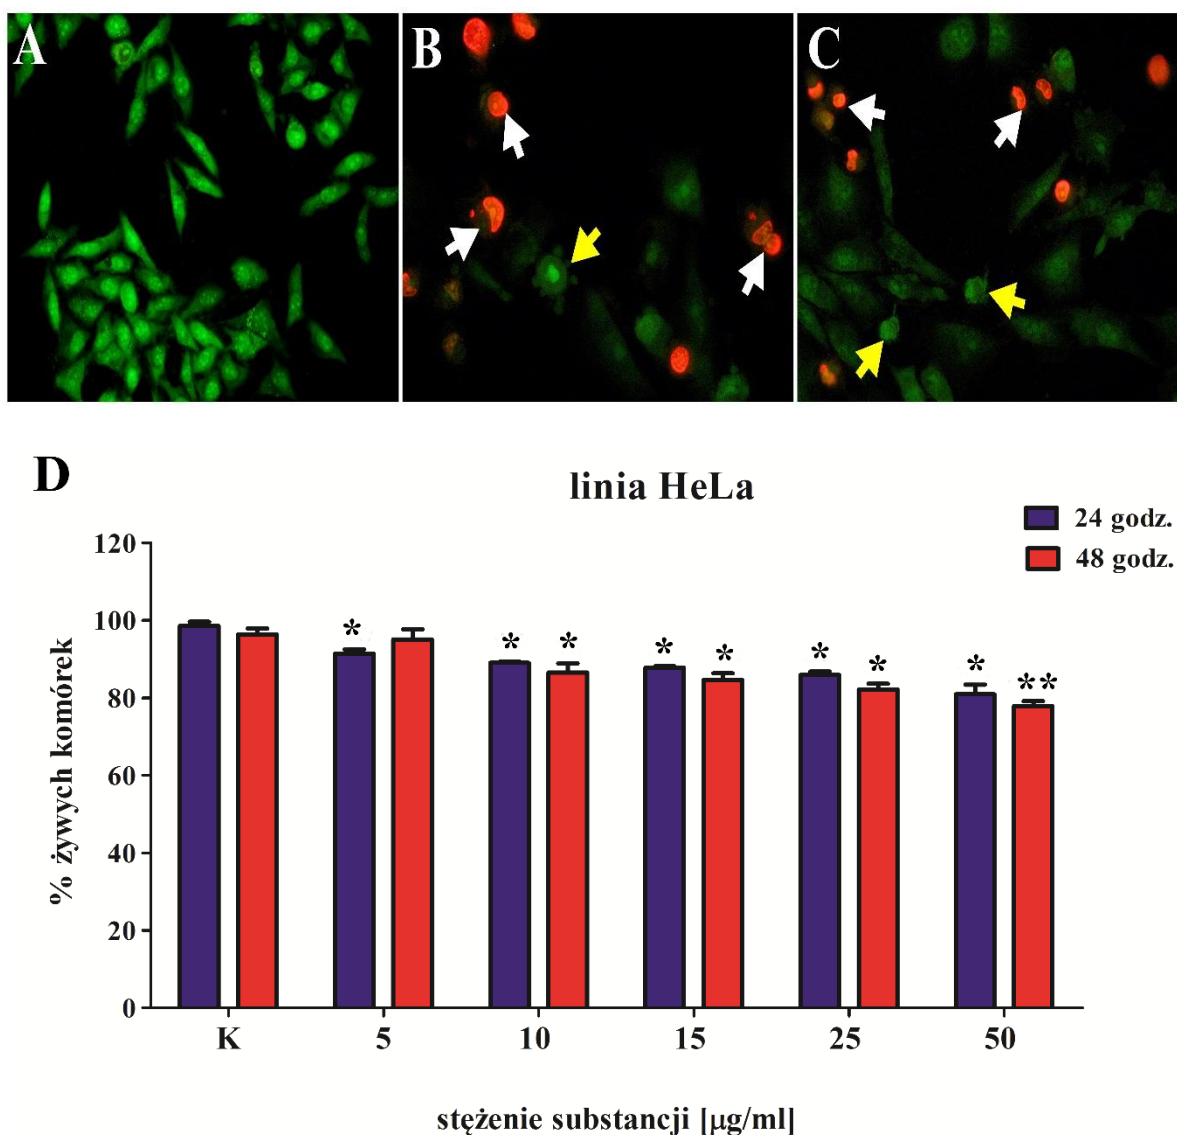 A B C
D
linia HeLa
24 godz.
48 godz.
% żywych komórek
120
100
80
60
40
20
0
* * * * * * * * * **
K 5 10 15 25 50
stężenie substancji [µg/ml]